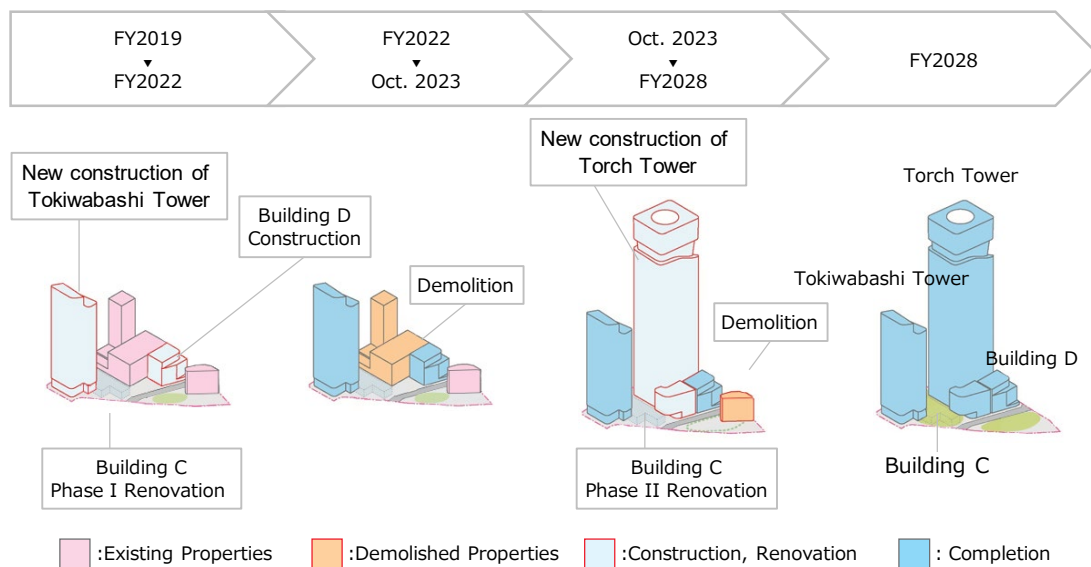 FY2019
▼
FY2022
FY2022
▼
Oct. 2023
Oct. 2023
▼
FY2028
FY2028
New construction of
Tokiwabashi Tower
Building D
Construction
Building C
Phase I Renovation
Demolition
New construction of
Torch Tower
Demolition
Building C
Phase II Renovation
Torch Tower
Tokiwabashi Tower
Building D
Building C
:Existing Properties
:Demolished Properties
:Construction, Renovation
: Completion